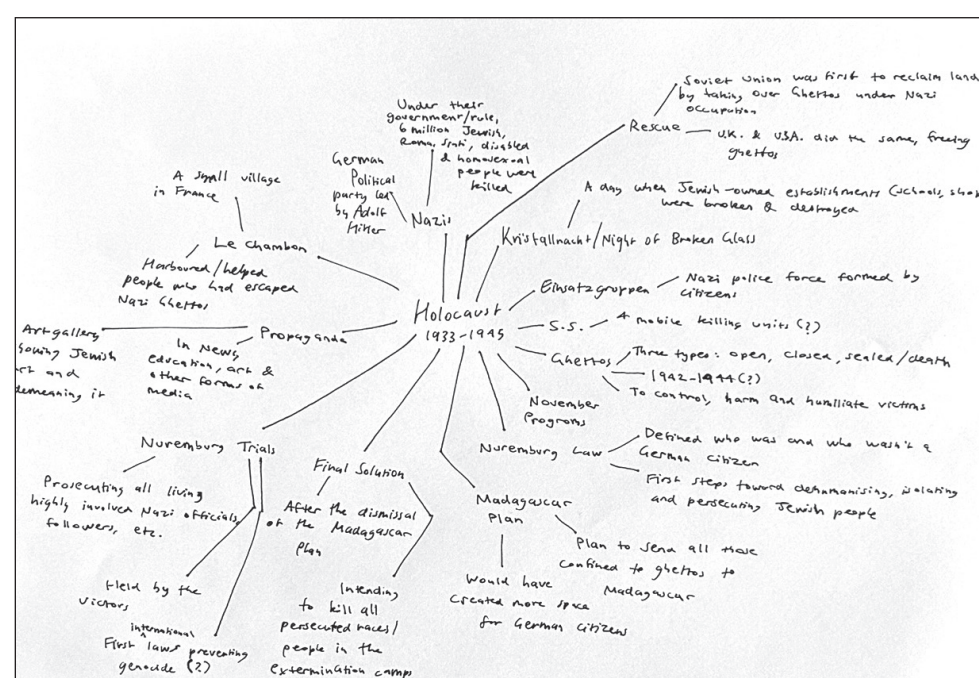 Holocaust
1933-1945
Nazis
German
Political
party led
by Adolf
Hitler
Under their
government/rule,
6 million Jewish,
Roma, Sinti, disabled
& homosexual
people were
killed
Rescue
Soviet Union was first to reclaim land
by taking over Ghettos under Nazi
occupation
U.K. & U.S.A. did the same, freeing
ghettos
Kristallnacht/Night of Broken Glass
A day when Jewish-owned establishments (schools, shop
were broken & destroyed
Einsatzgruppen
Nazi police force formed by
citizens
S.S.
A mobile killing units (?)
Ghettos
Three types: open, closed, sealed/death
1942-1944(?)
To control, harm and humiliate victims
November
Programs
Nuremburg Law
Defined who was and who wasn't a
German citizen
First steps toward dehumanising, isolating
and persecuting Jewish people
Madagascar
Plan
Plan to send all those
confined to ghettos to
Madagascar
Would have
created more space
for German citizens
Final Solution
After the dismissal
of the Madagascar
Plan
Intending
to kill all
persecuted races/
people in the
extermination camps
Nuremburg Trials
Prosecuting all living
highly involved Nazi officials,
followers, etc.
Held by the
victors
international
First laws preventing
genocide (?)
Propaganda
In News,
education, art &
other forms of
media
Art gallery
howing Jewish
rt and
demeaning it
Le Chambon
A small village
in France
Harboured/helped
people who had escaped
Nazi Ghettos